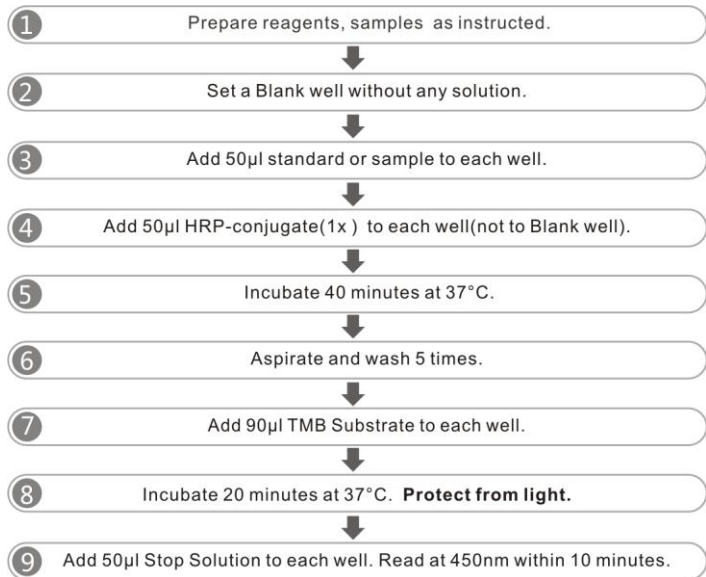 1 Prepare reagents, samples as instructed.
2 Set a Blank well without any solution.
3 Add 50μl standard or sample to each well.
4 Add 50μl HRP-conjugate(1x ) to each well(not to Blank well).
5 Incubate 40 minutes at 37°C.
6 Aspirate and wash 5 times.
7 Add 90μl TMB Substrate to each well.
8 Incubate 20 minutes at 37°C. Protect from light.
9 Add 50μl Stop Solution to each well. Read at 450nm within 10 minutes.